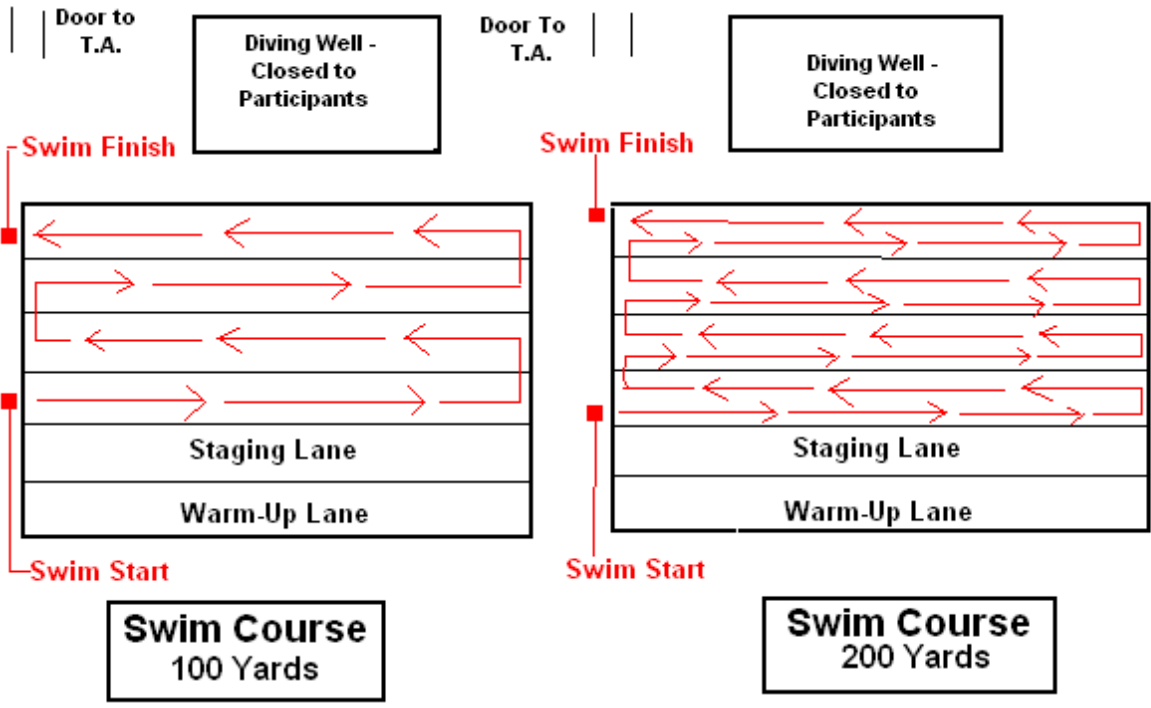 Door to
T.A.
Diving Well -
Closed to
Participants
Swim Finish
Staging Lane
Warm-Up Lane
Swim Start
Swim Course
100 Yards
Door To
T.A.
Diving Well -
Closed to
Participants
Swim Finish
Staging Lane
Warm-Up Lane
Swim Start
Swim Course
200 Yards